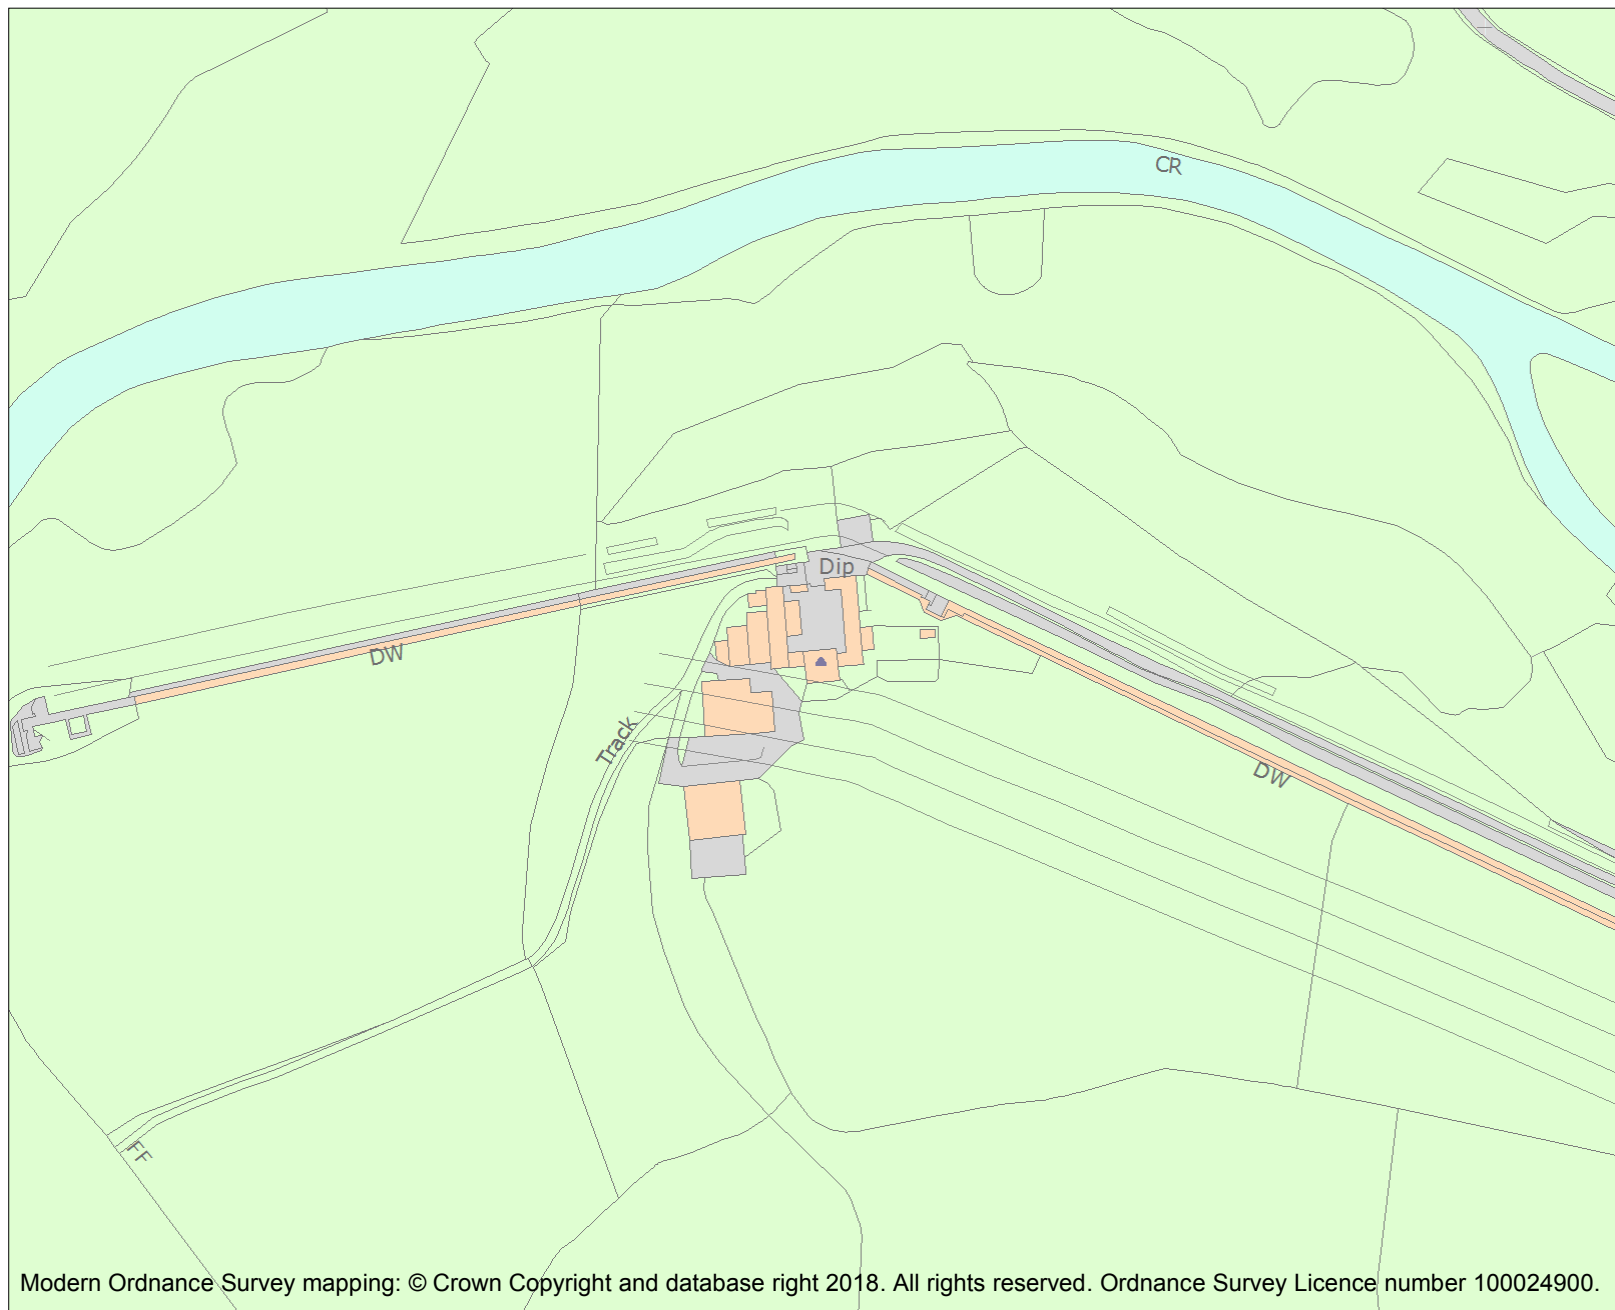 CR
Dip
DW
Track
DW
FF
Modern Ordnance Survey mapping: © Crown Copyright and database right 2018. All rights reserved. Ordnance Survey Licence number 100024900.